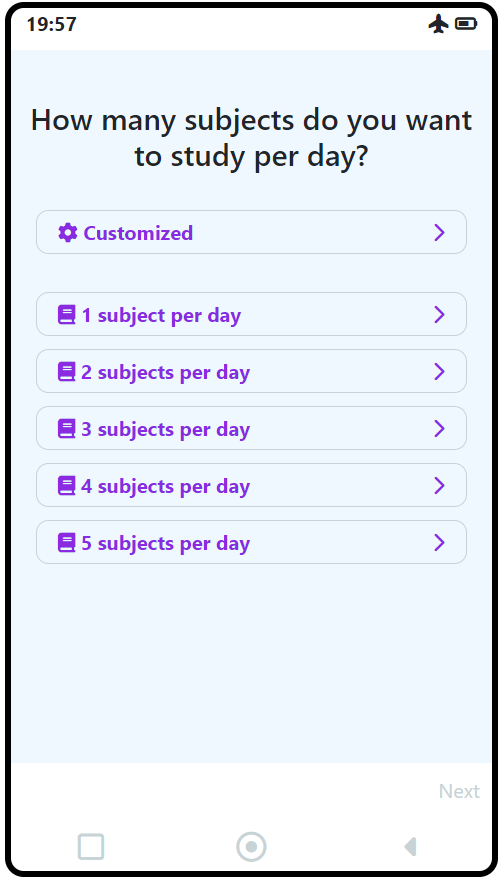 19:57
How many subjects do you want
to study per day?
Customized
1 subject per day
2 subjects per day
3 subjects per day
4 subjects per day
5 subjects per day
Next